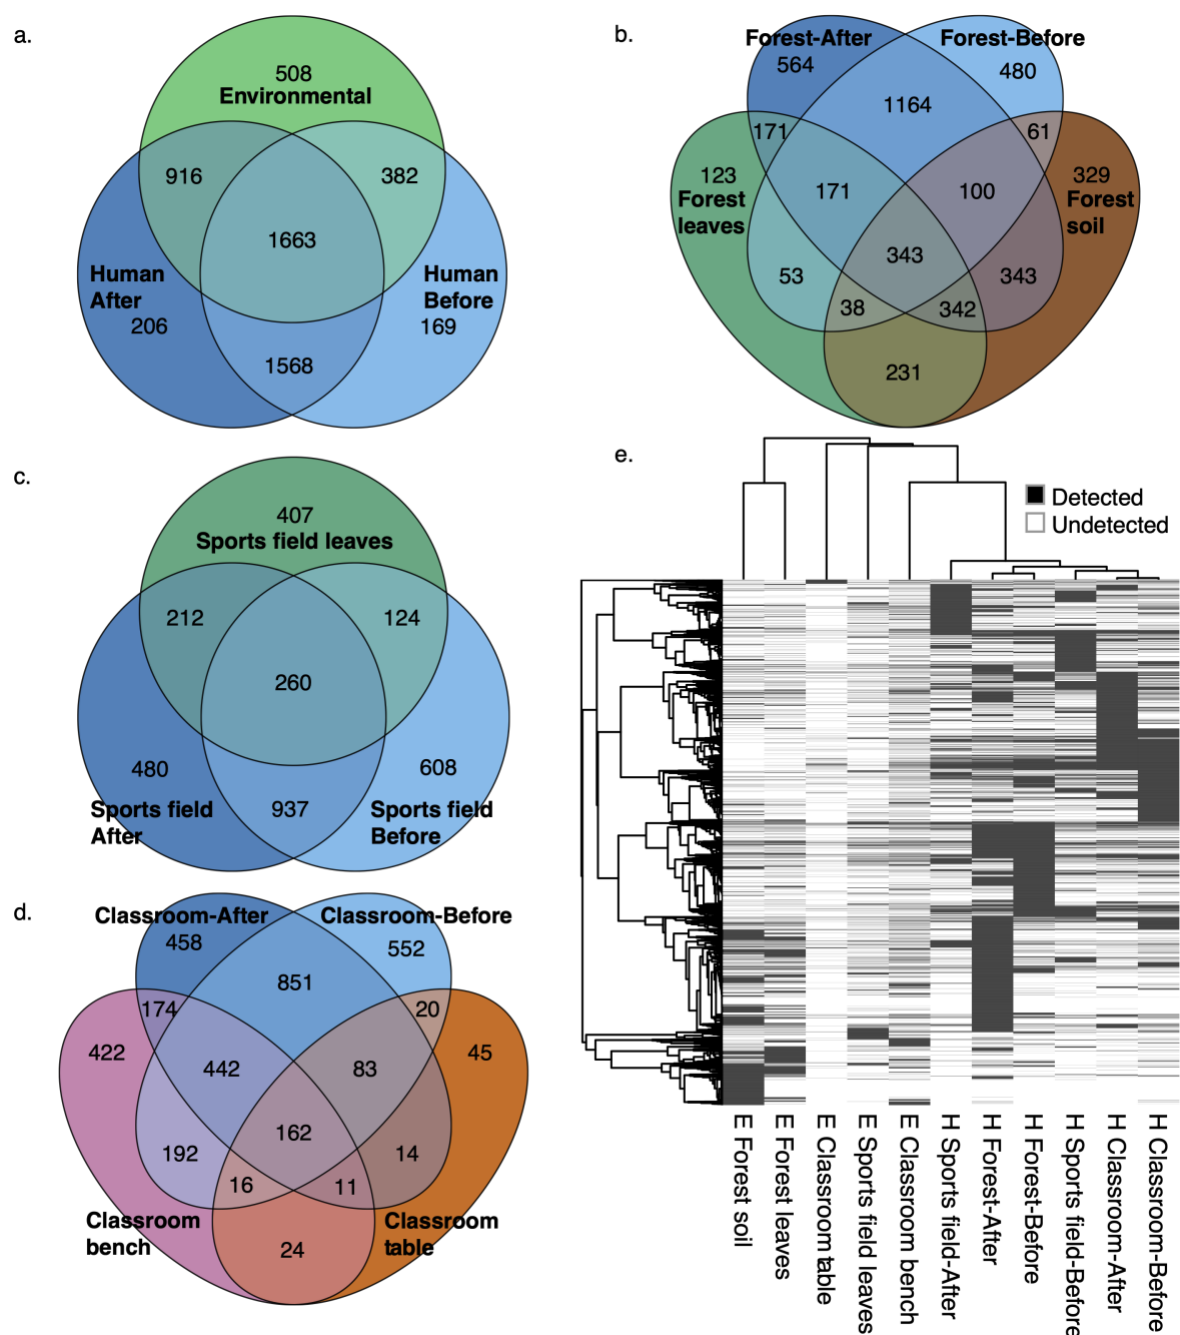 a.
508
Environmental
916
382
1663
Human
After
206
Human
Before
169
1568
b.
Forest-After
564
Forest-Before
480
1164
171
61
123
Forest
leaves
171
100
329
Forest
soil
343
53
343
38
342
231
c.
407
Sports field leaves
212
124
260
480
Sports field
After
608
Sports field
Before
937
d.
Classroom-After
458
Classroom-Before
552
851
174
20
422
442
83
45
162
192
14
16
11
Classroom
bench
Classroom
table
24
e.
Detected
Undetected
E Forest soil
E Forest leaves
E Classroom table
E Sports field leaves
E Classroom bench
H Sports field-After
H Forest-After
H Forest-Before
H Sports field-Before
H Classroom-After
H Classroom-Before